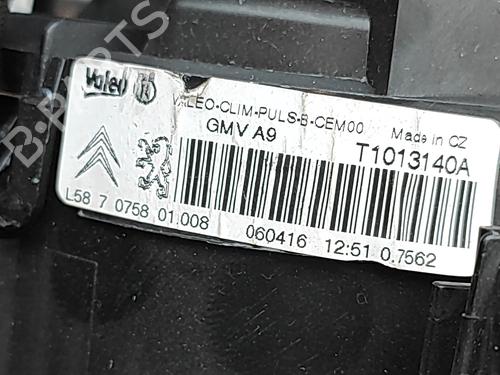 Valeo
VALEO-CLIM-PULS-B-CEM00
GMV A9
Made in CZ
T1013140A
L58 7 0758 01:008
060416 12:51 0,7562
B-PARTS